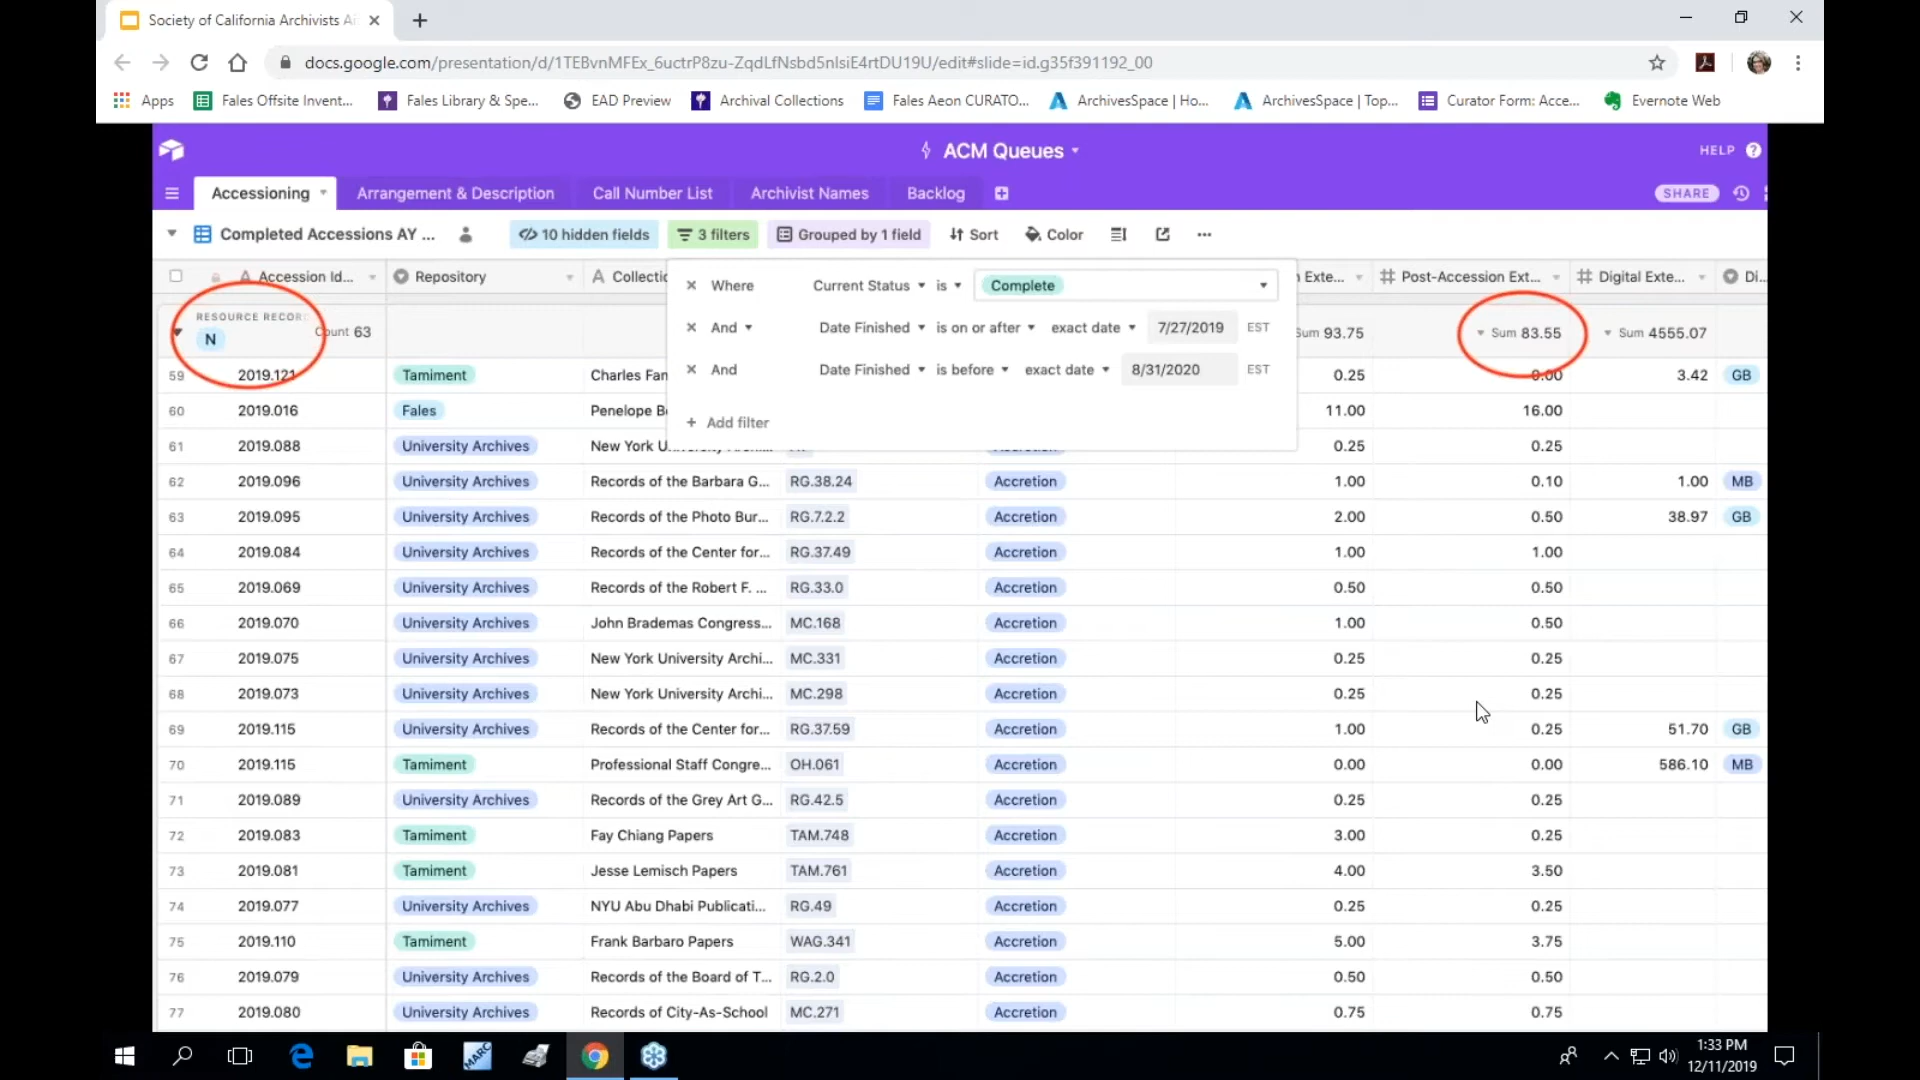 Society of California Archivists Ai
docs.google.com/presentation/d/1TEBvnMFEx_6uctrP8zu-ZqdLfNsbd5nlsiE4rtDU19U/edit#slide=id.g35f391192_00
Apps Fales Offsite Invent... Fales Library & Spe... EAD Preview Archival Collections Fales Aeon CURATO... ArchivesSpace | Ho... ArchivesSpace | Top... Curator Form: Acce... Evernote Web
ACM Queues HELP ?
Accessioning Arrangement & Description Call Number List Archivist Names Backlog SHARE
Completed Accessions AY ... 10 hidden fields 3 filters Grouped by 1 field Sort Color ...
Accession Id... Repository Collectio n Exte... Post-Accession Ext... Digital Exte... Di...
Where Current Status is Complete
And Date Finished is on or after exact date 7/27/2019 EST
And Date Finished is before exact date 8/31/2020 EST
+ Add filter
RESOURCE RECOR
N Count 63 Sum 93.75 Sum 83.55 Sum 4555.07
59 2019.121 Tamiment Charles Fan 0.25 0.00 3.42 GB
60 2019.016 Fales Penelope B 11.00 16.00
61 2019.088 University Archives New York U 0.25 0.25
62 2019.096 University Archives Records of the Barbara G... RG.38.24 Accretion 1.00 0.10 1.00 MB
63 2019.095 University Archives Records of the Photo Bur... RG.7.2.2 Accretion 2.00 0.50 38.97 GB
64 2019.084 University Archives Records of the Center for... RG.37.49 Accretion 1.00 1.00
65 2019.069 University Archives Records of the Robert F. ... RG.33.0 Accretion 0.50 0.50
66 2019.070 University Archives John Brademas Congress... MC.168 Accretion 1.00 0.50
67 2019.075 University Archives New York University Archi... MC.331 Accretion 0.25 0.25
68 2019.073 University Archives New York University Archi... MC.298 Accretion 0.25 0.25
69 2019.115 University Archives Records of the Center for... RG.37.59 Accretion 1.00 0.25 51.70 GB
70 2019.115 Tamiment Professional Staff Congre... OH.061 Accretion 0.00 0.00 586.10 MB
71 2019.089 University Archives Records of the Grey Art G... RG.42.5 Accretion 0.25 0.25
72 2019.083 Tamiment Fay Chiang Papers TAM.748 Accretion 3.00 0.25
73 2019.081 Tamiment Jesse Lemisch Papers TAM.761 Accretion 4.00 3.50
74 2019.077 University Archives NYU Abu Dhabi Publicati... RG.49 Accretion 0.25 0.25
75 2019.110 Tamiment Frank Barbaro Papers WAG.341 Accretion 5.00 3.75
76 2019.079 University Archives Records of the Board of T... RG.2.0 Accretion 0.50 0.50
77 2019.080 University Archives Records of City-As-School MC.271 Accretion 0.75 0.75
MARC
1:33 PM
12/11/2019